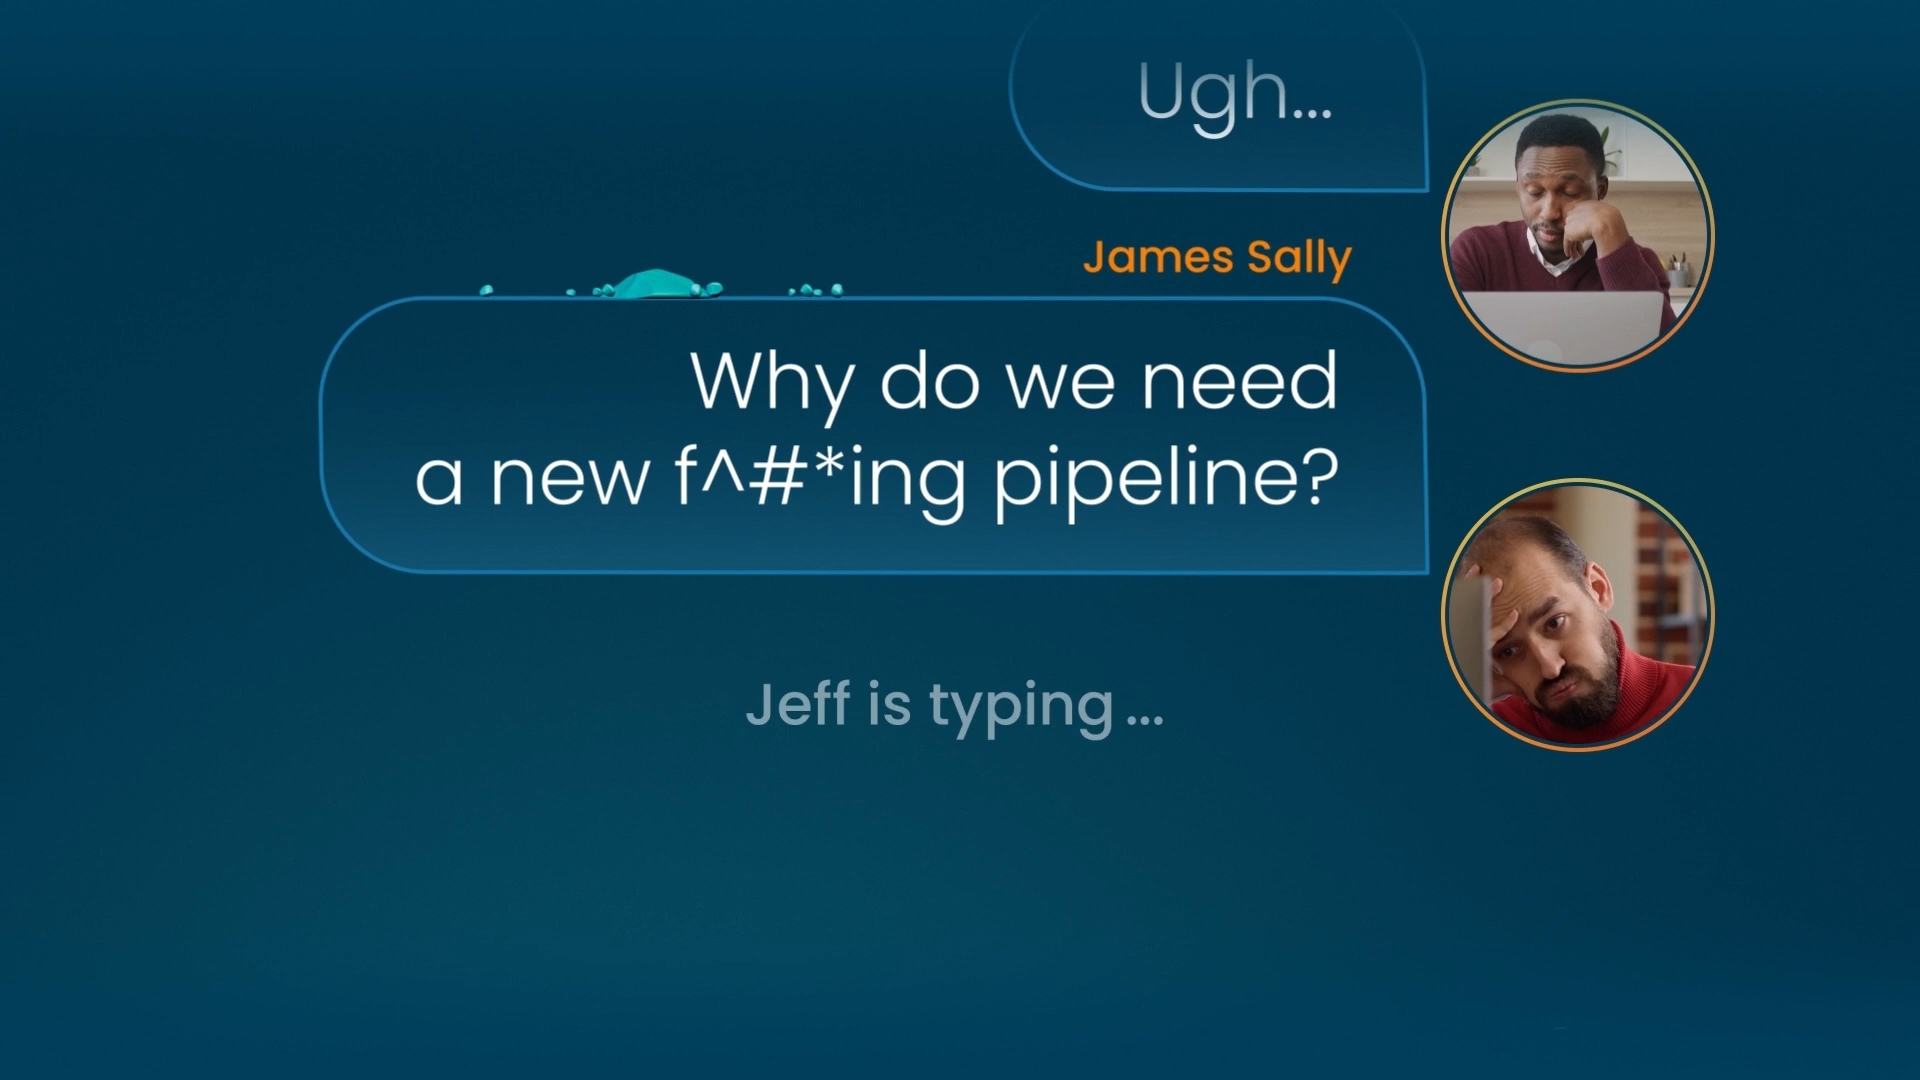 Ugh...
James Sally
Why do we need
a new f^#*ing pipeline?
Jeff is typing ...